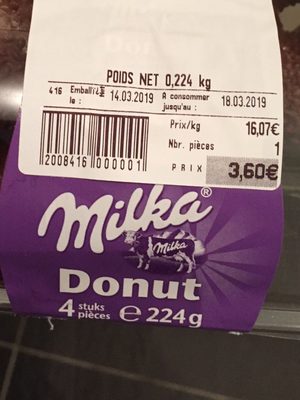 POIDS NET 0,224 kg
416 Emballé le : 14.03.2019 A consommer jusqu'au : 18.03.2019
Prix/kg 16,07€
Nbr. pièces 1
PRIX 3,60€
2008416 000001
Milka®
Milka
Donut
4 stuks pièces ℮ 224g